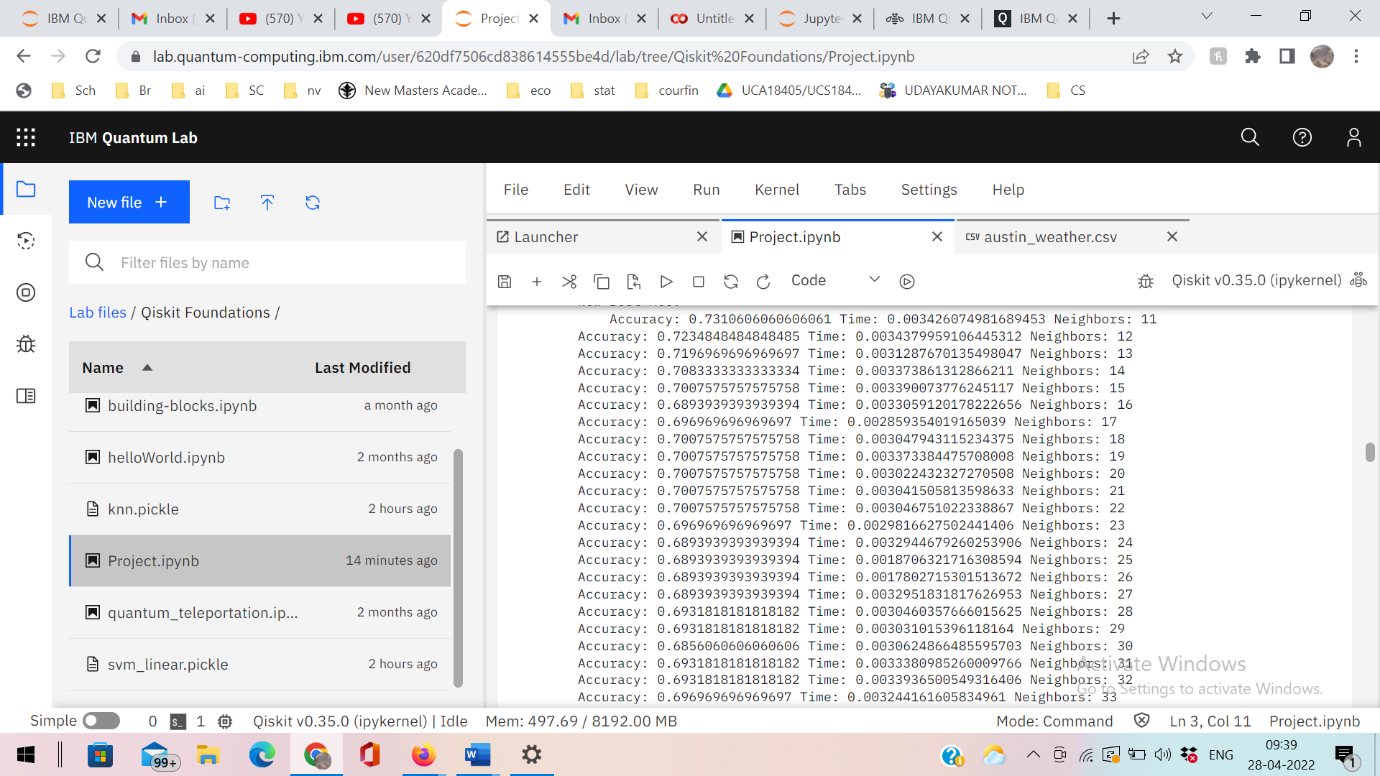 IBM Q
Inbox (
(570) Y
(570) Y
Project
Inbox (
Untitle
Jupyte
IBM Q
IBM Q
lab.quantum-computing.ibm.com/user/620df7506cd838614555be4d/lab/tree/Qiskit%20Foundations/Project.ipynb
Sch Br ai SC nv New Masters Acade... eco stat courfin UCA18405/UCS184... UDAYAKUMAR NOT... CS
IBM Quantum Lab
New file +
Filter files by name
Lab files / Qiskit Foundations /
Name Last Modified
building-blocks.ipynb a month ago
helloWorld.ipynb 2 months ago
knn.pickle 2 hours ago
Project.ipynb 14 minutes ago
quantum_teleportation.ip... 2 months ago
svm_linear.pickle 2 hours ago
File Edit View Run Kernel Tabs Settings Help
Launcher
Project.ipynb
CSV austin_weather.csv
Code
Qiskit v0.35.0 (ipykernel)
Accuracy: 0.7310606060606061 Time: 0.003426074981689453 Neighbors: 11
Accuracy: 0.7234848484848485 Time: 0.0034379959106445312 Neighbors: 12
Accuracy: 0.7196969696969697 Time: 0.0031287670135498047 Neighbors: 13
Accuracy: 0.7083333333333334 Time: 0.003373861312866211 Neighbors: 14
Accuracy: 0.7007575757575758 Time: 0.003390073776245117 Neighbors: 15
Accuracy: 0.6893939393939394 Time: 0.0033059120178222656 Neighbors: 16
Accuracy: 0.696969696969697 Time: 0.002859354019165039 Neighbors: 17
Accuracy: 0.7007575757575758 Time: 0.003047943115234375 Neighbors: 18
Accuracy: 0.7007575757575758 Time: 0.003373384475708008 Neighbors: 19
Accuracy: 0.7007575757575758 Time: 0.003022432327270508 Neighbors: 20
Accuracy: 0.7007575757575758 Time: 0.003041505813598633 Neighbors: 21
Accuracy: 0.7007575757575758 Time: 0.003046751022338867 Neighbors: 22
Accuracy: 0.696969696969697 Time: 0.0029816627502441406 Neighbors: 23
Accuracy: 0.6893939393939394 Time: 0.0032944679260253906 Neighbors: 24
Accuracy: 0.6893939393939394 Time: 0.0018706321716308594 Neighbors: 25
Accuracy: 0.6893939393939394 Time: 0.0017802715301513672 Neighbors: 26
Accuracy: 0.6893939393939394 Time: 0.0032951831817626953 Neighbors: 27
Accuracy: 0.6931818181818182 Time: 0.0030460357666015625 Neighbors: 28
Accuracy: 0.6931818181818182 Time: 0.003031015396118164 Neighbors: 29
Accuracy: 0.6856060606060606 Time: 0.0030624866485595703 Neighbors: 30
Accuracy: 0.6931818181818182 Time: 0.0033380985260009766 Neighbors: 31
Accuracy: 0.6931818181818182 Time: 0.0033936500549316406 Neighbors: 32
Accuracy: 0.696969696969697 Time: 0.003244161605834961 Neighbors: 33
Activate Windows
Go to Settings to activate Windows.
Simple 0 1 Qiskit v0.35.0 (ipykernel) | Idle Mem: 497.69 / 8192.00 MB Mode: Command Ln 3, Col 11 Project.ipynb
99+
ENG
09:39
28-04-2022
1